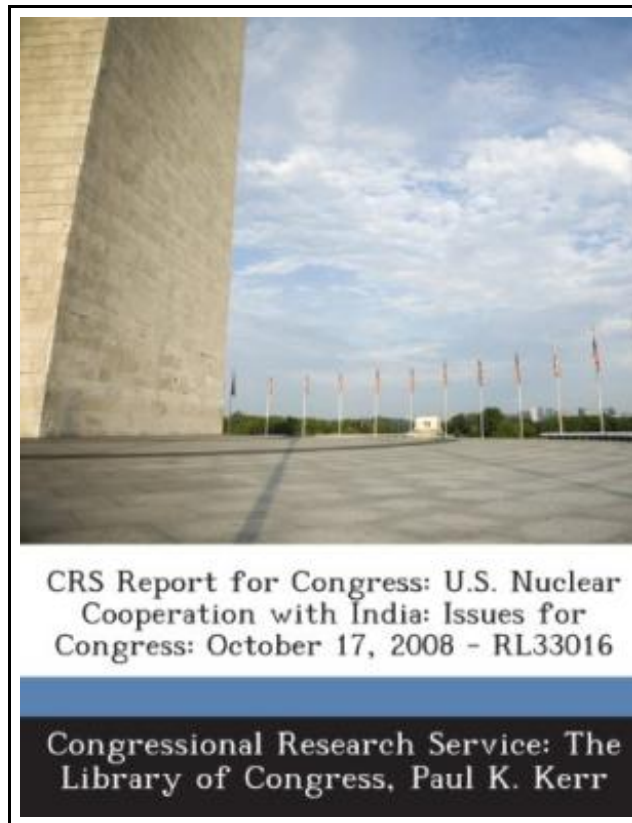 CRS Report for Congress: U.S. Nuclear
Cooperation with India: Issues for
Congress: October 17, 2008 - RL33016
Congressional Research Service: The
Library of Congress, Paul K. Kerr